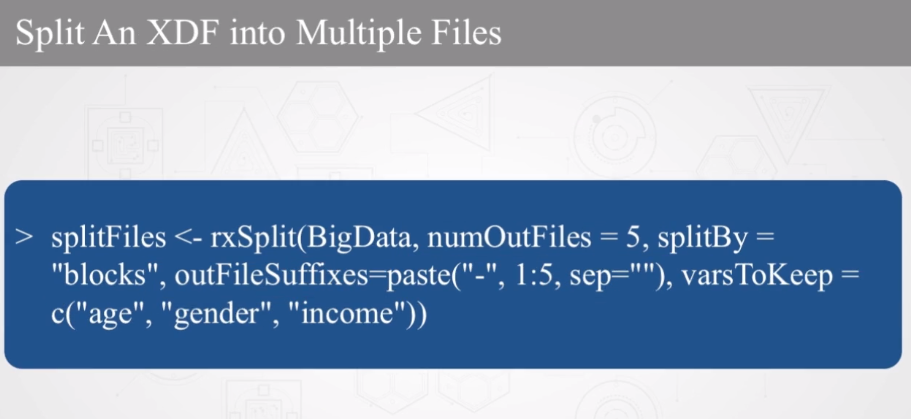 Split An XDF into Multiple Files
> splitFiles <- rxSplit(BigData, numOutFiles = 5, splitBy =
"blocks", outFileSuffixes=paste("-", 1:5, sep=""), varsToKeep =
c("age", "gender", "income"))